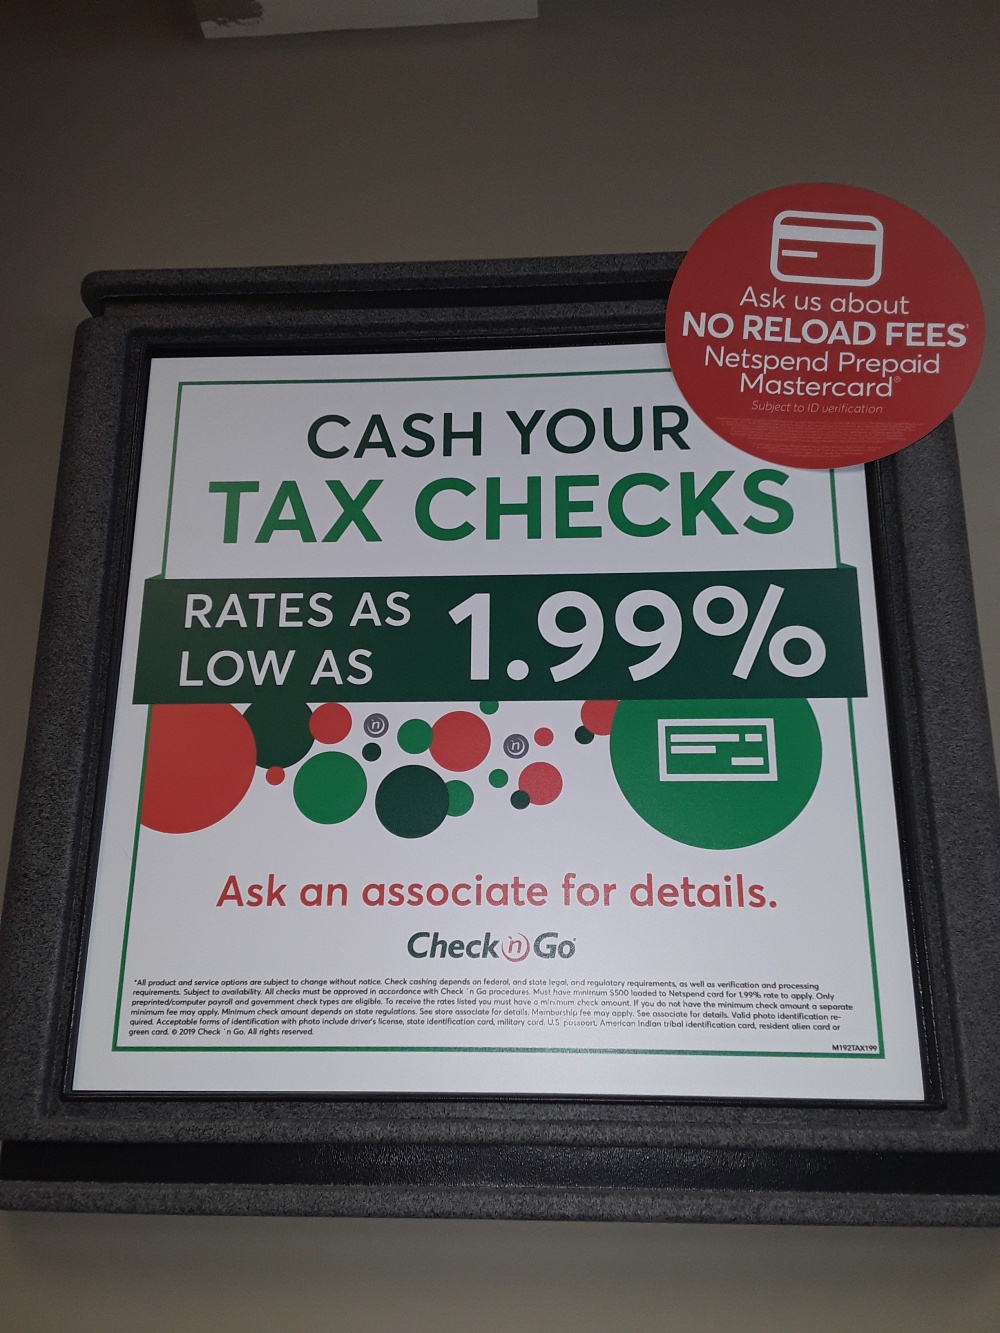 Ask us about
NO RELOAD FEES
Netspend Prepaid
Mastercard®
Subject to ID verification
CASH YOUR
TAX CHECKS
RATES AS
LOW AS
1.99%
'n
'n
Ask an associate for details.
Check 'n Go
*All product and service options are subject to change without notice. Check cashing depends on federal, and state legal, and regulatory requirements, as well as verification and processing
requirements. Subject to availability. All checks must be approved in accordance with Check 'n Go procedures. Must have minimum $500 loaded to Netspend card for 1.99% rate to apply. Only
preprinted/computer payroll and government check types are eligible. To receive the rates listed you must have a minimum check amount. If you do not have the minimum check amount a separate
minimum fee may apply. Minimum check amount depends on state regulations. See store associate for details. Membership fee may apply. See associate for details. Valid photo identification re-
quired. Acceptable forms of identification with photo include driver's license, state identification card, military card, U.S. passport, American Indian tribal identification card, resident alien card or
green card. © 2019 Check 'n Go. All rights reserved.
M192TAX199